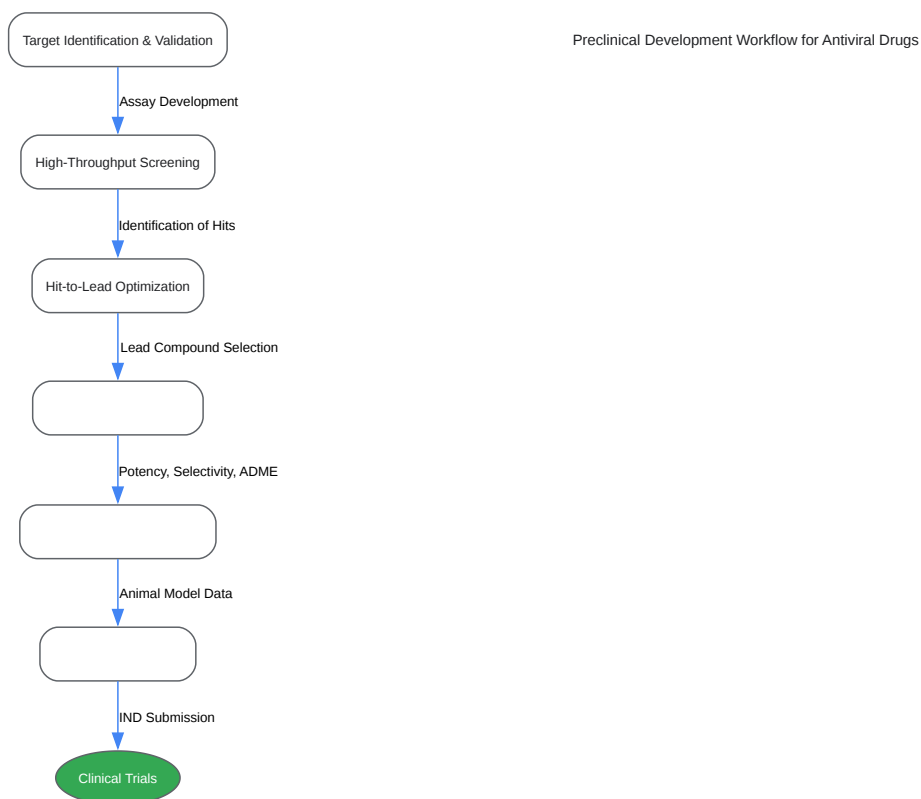 Target Identification & Validation
Preclinical Development Workflow for Antiviral Drugs
Assay Development
High-Throughput Screening
Identification of Hits
Hit-to-Lead Optimization
Lead Compound Selection
Potency, Selectivity, ADME
Animal Model Data
IND Submission
Clinical Trials